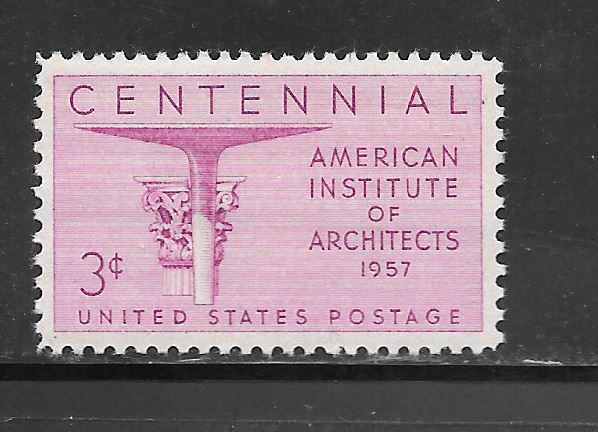 CENTENNIAL
AMERICAN
INSTITUTE
OF
ARCHITECTS
1957
3¢
UNITED STATES POSTAGE